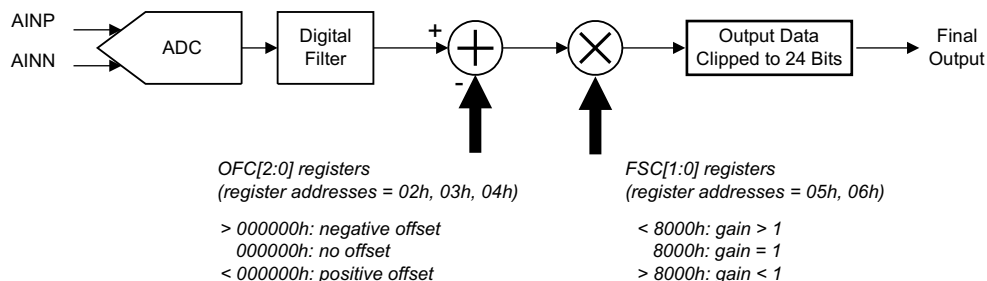 AINP
AINN
ADC
Digital
Filter
+
-
Output Data
Clipped to 24 Bits
Final
Output
OFC[2:0] registers
(register addresses = 02h, 03h, 04h)
> 000000h: negative offset
000000h: no offset
< 000000h: positive offset
FSC[1:0] registers
(register addresses = 05h, 06h)
< 8000h: gain > 1
8000h: gain = 1
> 8000h: gain < 1